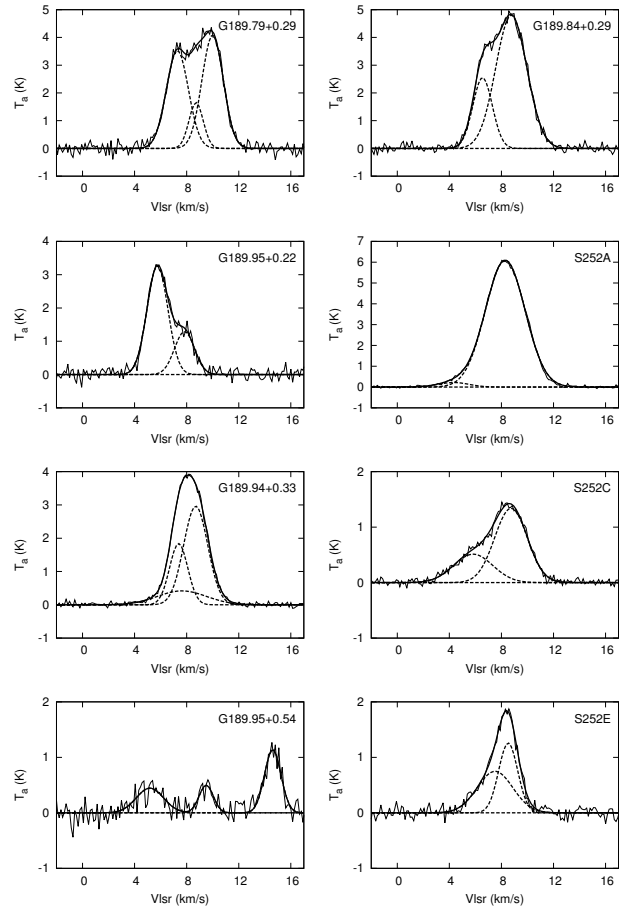 G189.79+0.29
T_a (K)
5
4
3
2
1
0
-1
0 4 8 12 16
Vlsr (km/s)
G189.84+0.29
T_a (K)
5
4
3
2
1
0
-1
0 4 8 12 16
Vlsr (km/s)
G189.95+0.22
T_a (K)
4
3
2
1
0
-1
0 4 8 12 16
Vlsr (km/s)
S252A
T_a (K)
7
6
5
4
3
2
1
0
-1
0 4 8 12 16
Vlsr (km/s)
G189.94+0.33
T_a (K)
4
3
2
1
0
-1
0 4 8 12 16
Vlsr (km/s)
S252C
T_a (K)
2
1
0
-1
0 4 8 12 16
Vlsr (km/s)
G189.95+0.54
T_a (K)
2
1
0
-1
0 4 8 12 16
Vlsr (km/s)
S252E
T_a (K)
2
1
0
-1
0 4 8 12 16
Vlsr (km/s)